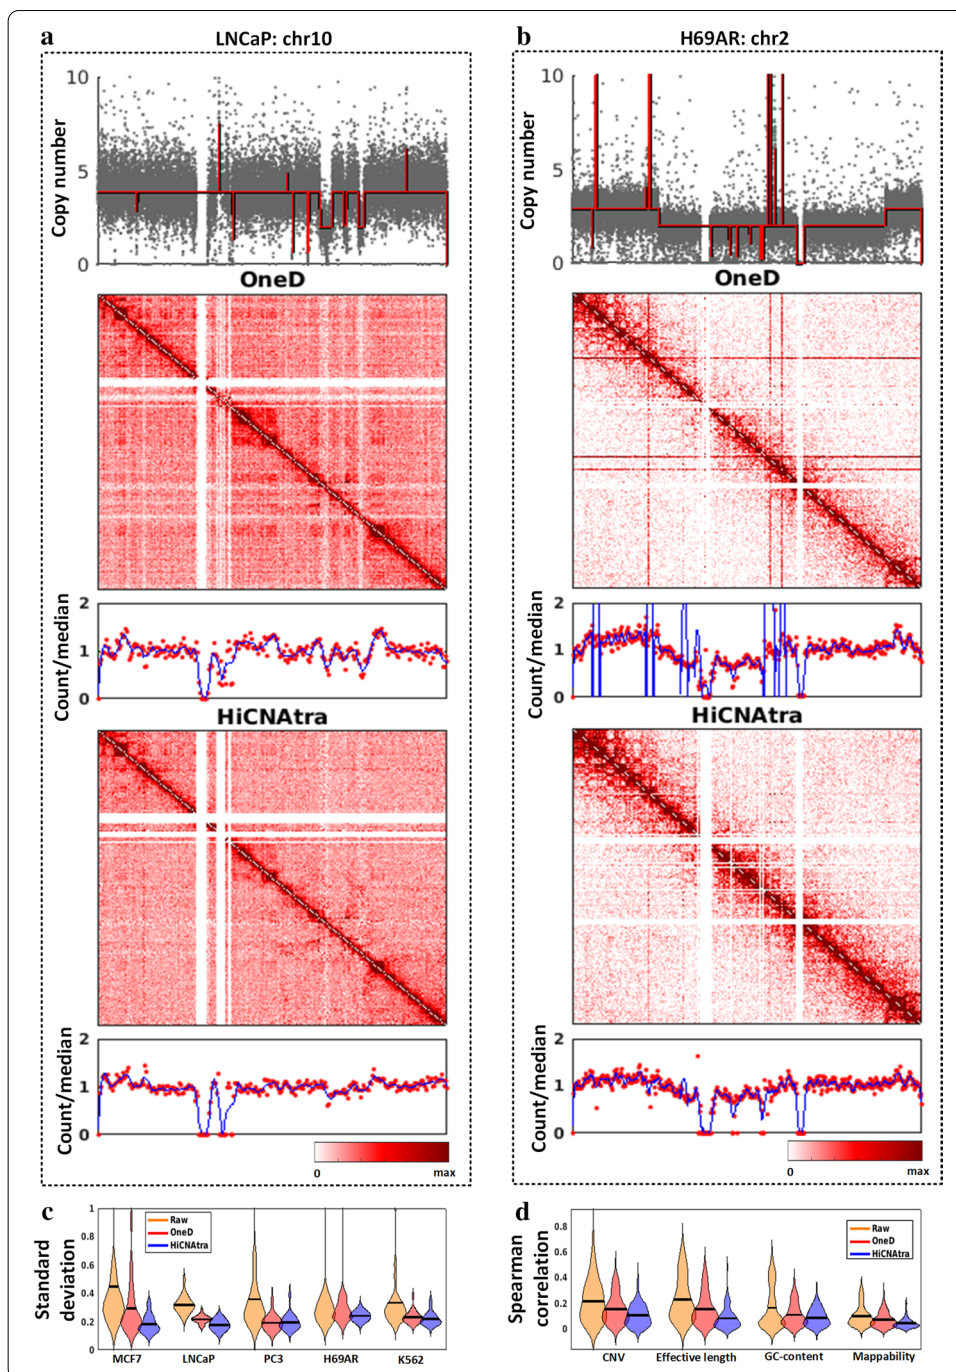 a
LNCaP: chr10
b
H69AR: chr2
Copy number
10
5
0
Copy number
10
5
0
OneD
OneD
Count/median
2
1
0
Count/median
2
1
0
HiCNAtra
HiCNAtra
Count/median
2
1
0
Count/median
2
1
0
0 max
0 max
c
Standard deviation
1
0.8
0.6
0.4
0.2
0
Raw
OneD
HiCNAtra
MCF7 LNCaP PC3 H69AR K562
d
Spearman correlation
0.8
0.6
0.4
0.2
0
Raw
OneD
HiCNAtra
CNV Effective length GC-content Mappability